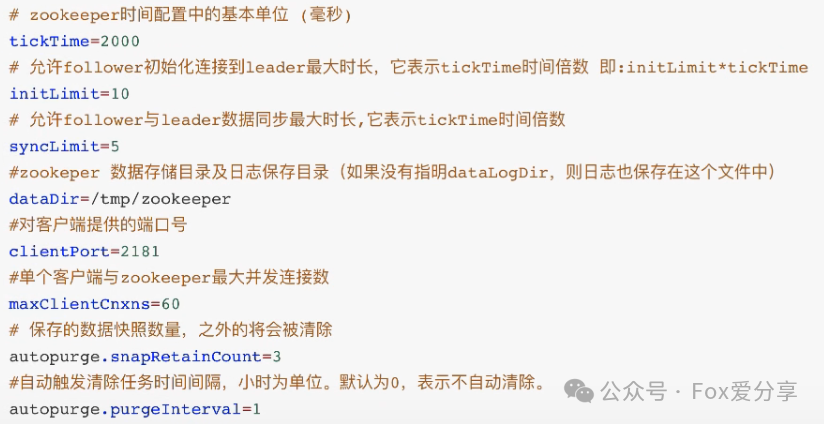 # zookeeper时间配置中的基本单位 (毫秒)
tickTime=2000
# 允许follower初始化连接到leader最大时长，它表示tickTime时间倍数 即:initLimit*tickTime
initLimit=10
# 允许follower与leader数据同步最大时长,它表示tickTime时间倍数
syncLimit=5
#zookeper 数据存储目录及日志保存目录（如果没有指明dataLogDir，则日志也保存在这个文件中）
dataDir=/tmp/zookeeper
#对客户端提供的端口号
clientPort=2181
#单个客户端与zookeeper最大并发连接数
maxClientCnxns=60
# 保存的数据快照数量，之外的将会被清除
autopurge.snapRetainCount=3
#自动触发清除任务时间间隔，小时为单位。默认为0，表示不自动清除。
autopurge.purgeInterval=1
公众号 · Fox爱分享